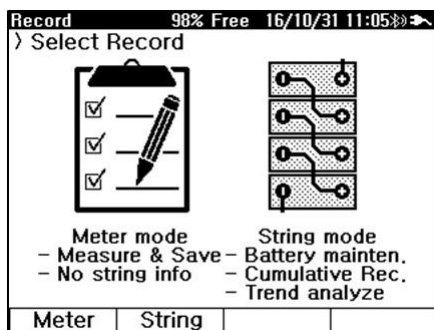 Record 98% Free 16/10/31 11:05
> Select Record
Meter mode
- Measure & Save
- No string info
String mode
- Battery mainten.
- Cumulative Rec.
- Trend analyze
Meter String